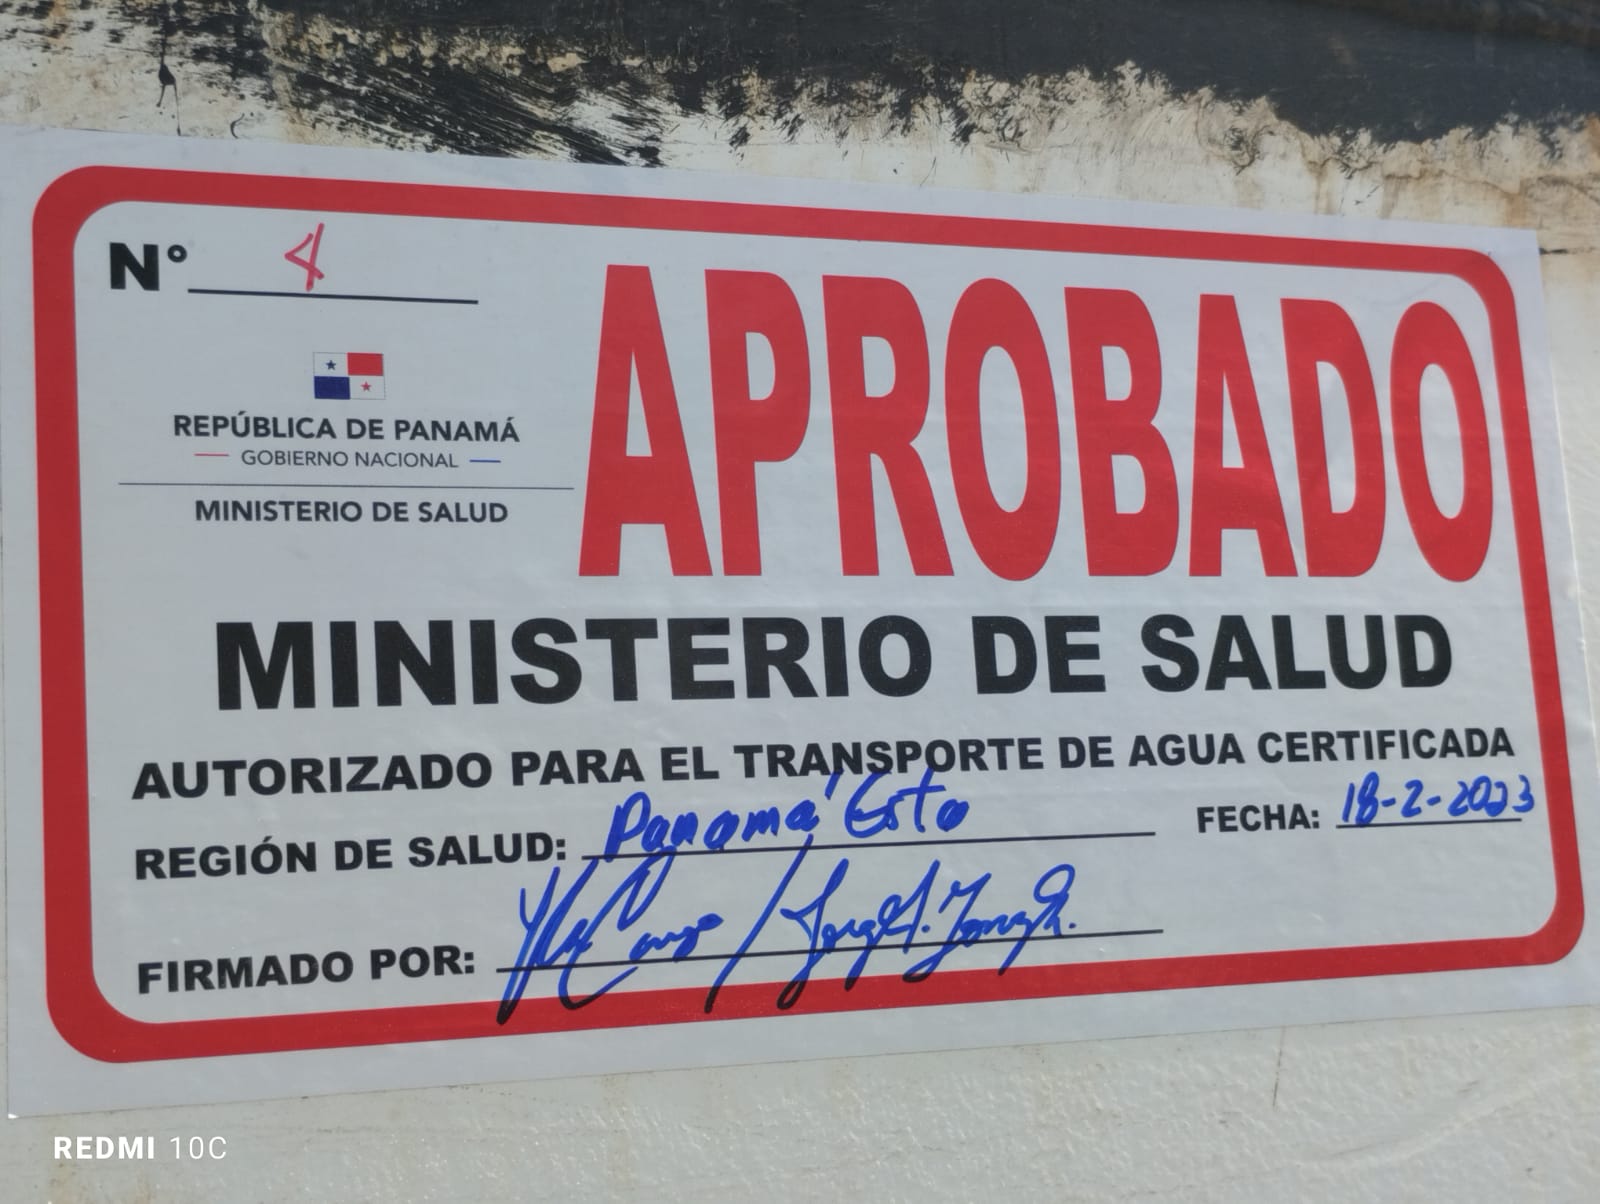 N° 4
APROBADO
REPÚBLICA DE PANAMÁ
GOBIERNO NACIONAL
MINISTERIO DE SALUD
MINISTERIO DE SALUD
AUTORIZADO PARA EL TRANSPORTE DE AGUA CERTIFICADA
REGIÓN DE SALUD: Panamá Este FECHA: 18-2-2023
FIRMADO POR:
REDMI 10C